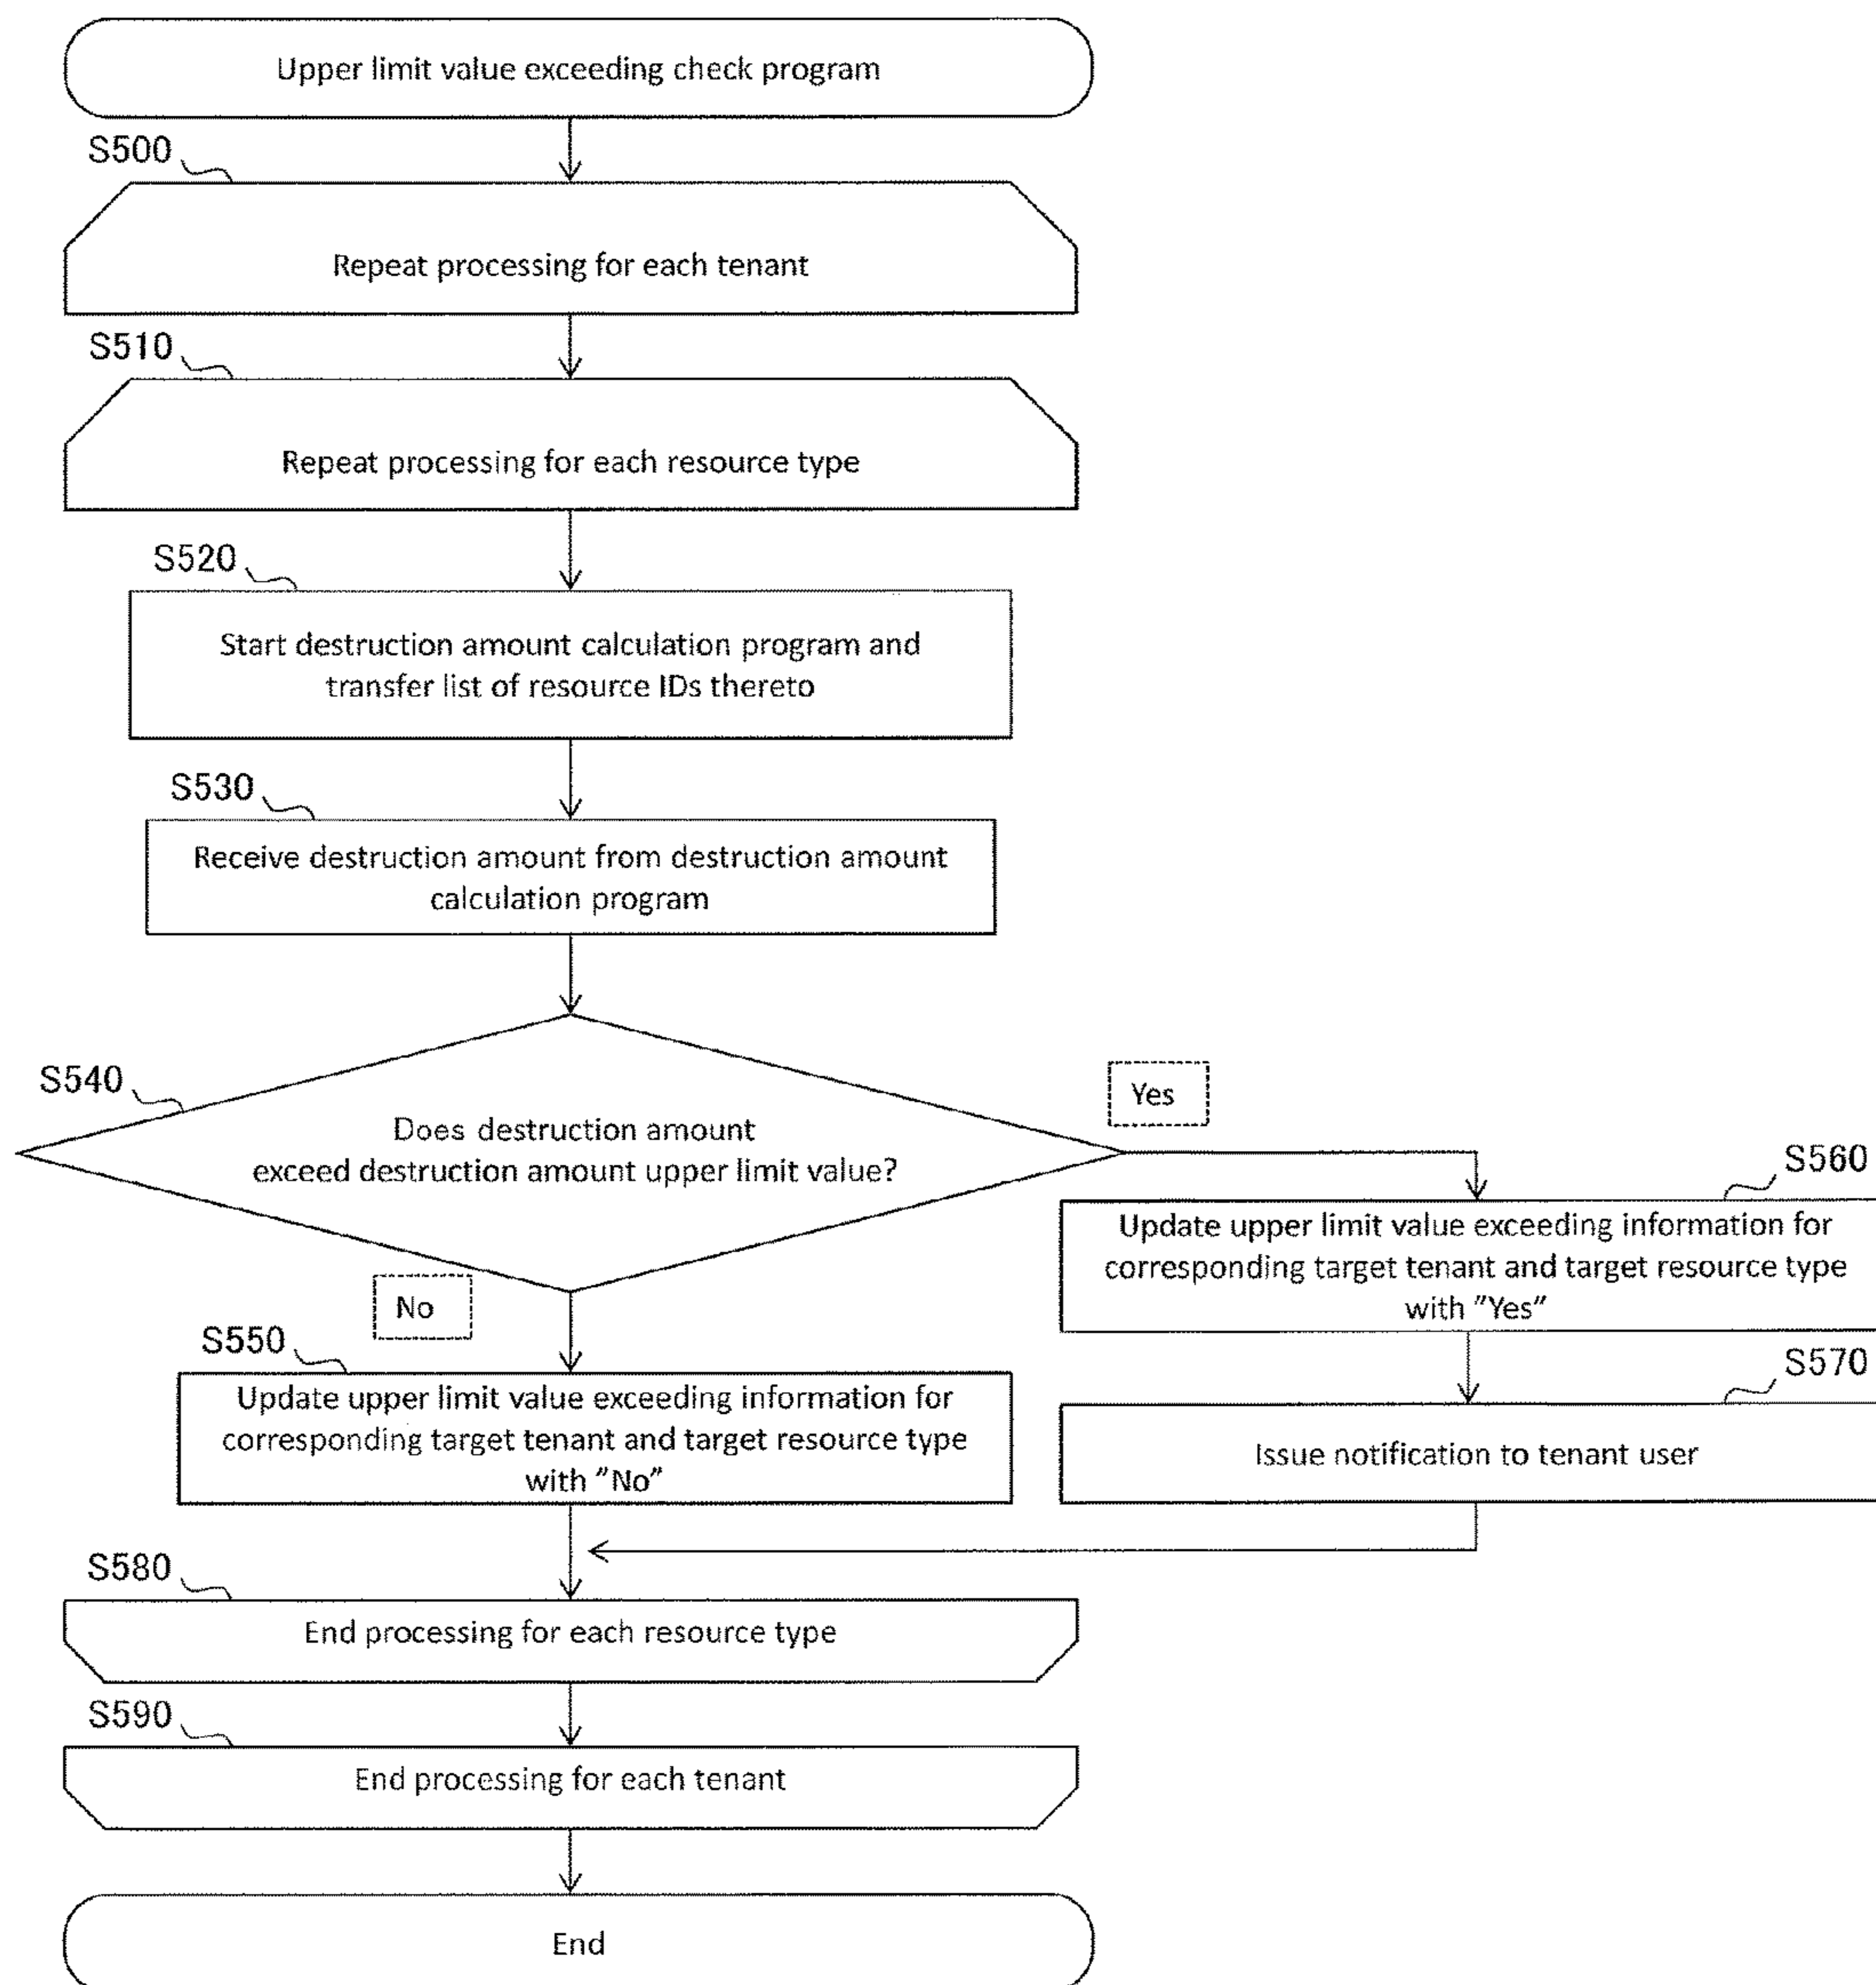 Upper limit value exceeding check program
S500
Repeat processing for each tenant
S510
Repeat processing for each resource type
S520
Start destruction amount calculation program and
transfer list of resource IDs thereto
S530
Receive destruction amount from destruction amount
calculation program
S540
Does destruction amount
exceed destruction amount upper limit value?
Yes
S560
Update upper limit value exceeding information for
corresponding target tenant and target resource type
with "Yes"
No
S550
Update upper limit value exceeding information for
corresponding target tenant and target resource type
with "No"
S570
Issue notification to tenant user
S580
End processing for each resource type
S590
End processing for each tenant
End